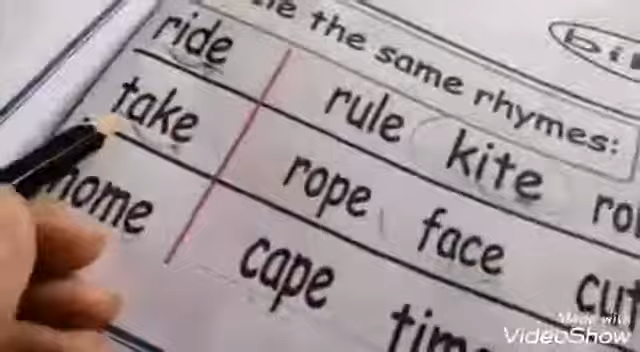 the same rhymes:
ride rule kite
take rope face
home cape
Made with
VideoShow